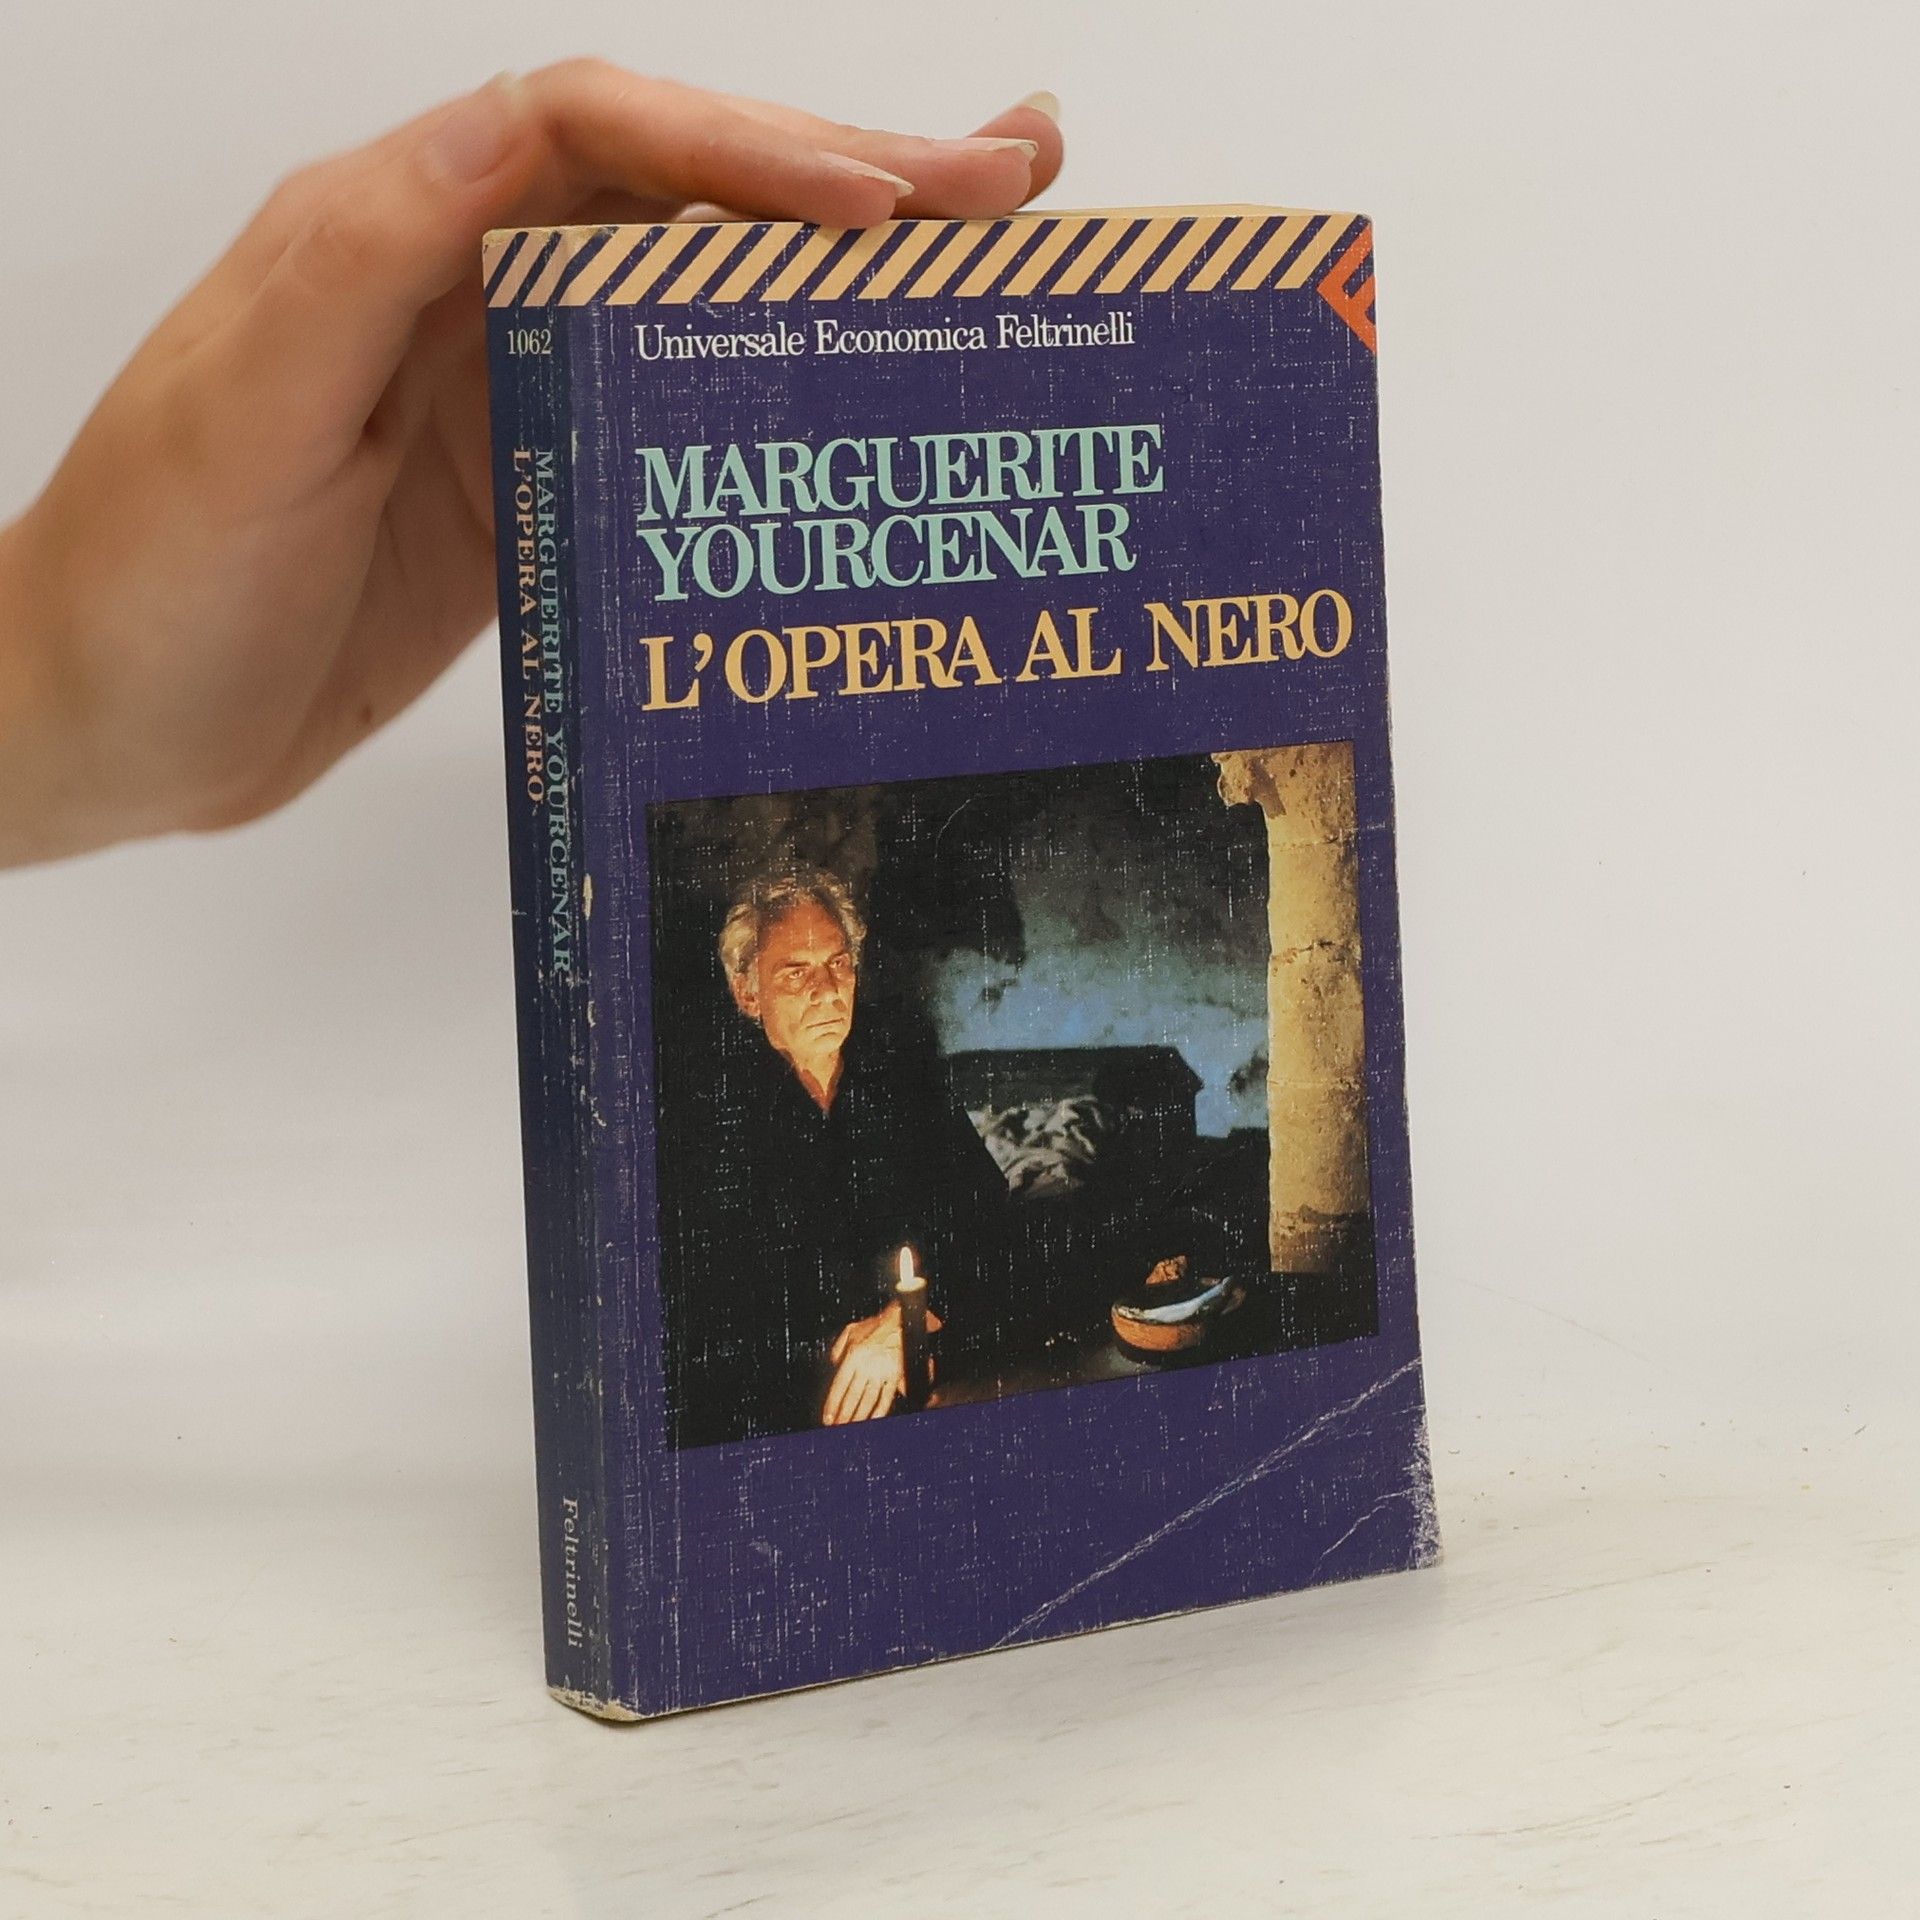 1062
MARGUERITE YOURCENAR
L'OPERA AL NERO
Feltrinelli
Universale Economica Feltrinelli
MARGUERITE
YOURCENAR
L'OPERA AL NERO